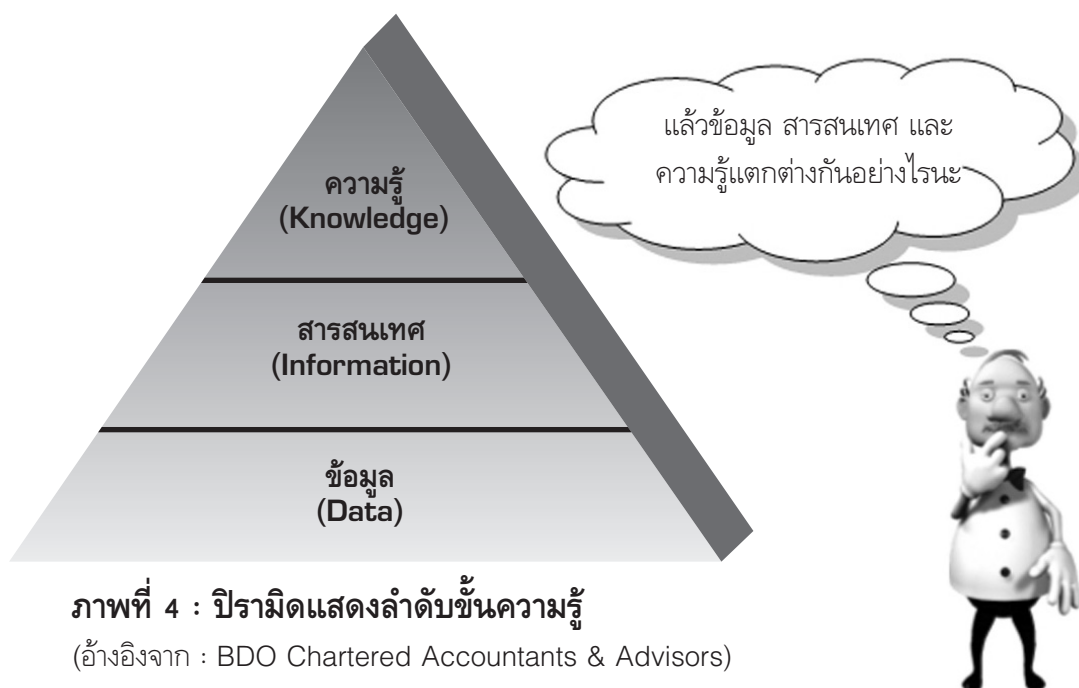 แล้วข้อมูล สารสนเทศ และ
ความรู้แตกต่างกันอย่างไรนะ
ความรู้
(Knowledge)
สารสนเทศ
(Information)
ข้อมูล
(Data)
ภาพที่ 4 : ปิรามิดแสดงลำดับขั้นความรู้
(อ้างอิงจาก : BDO Chartered Accountants & Advisors)